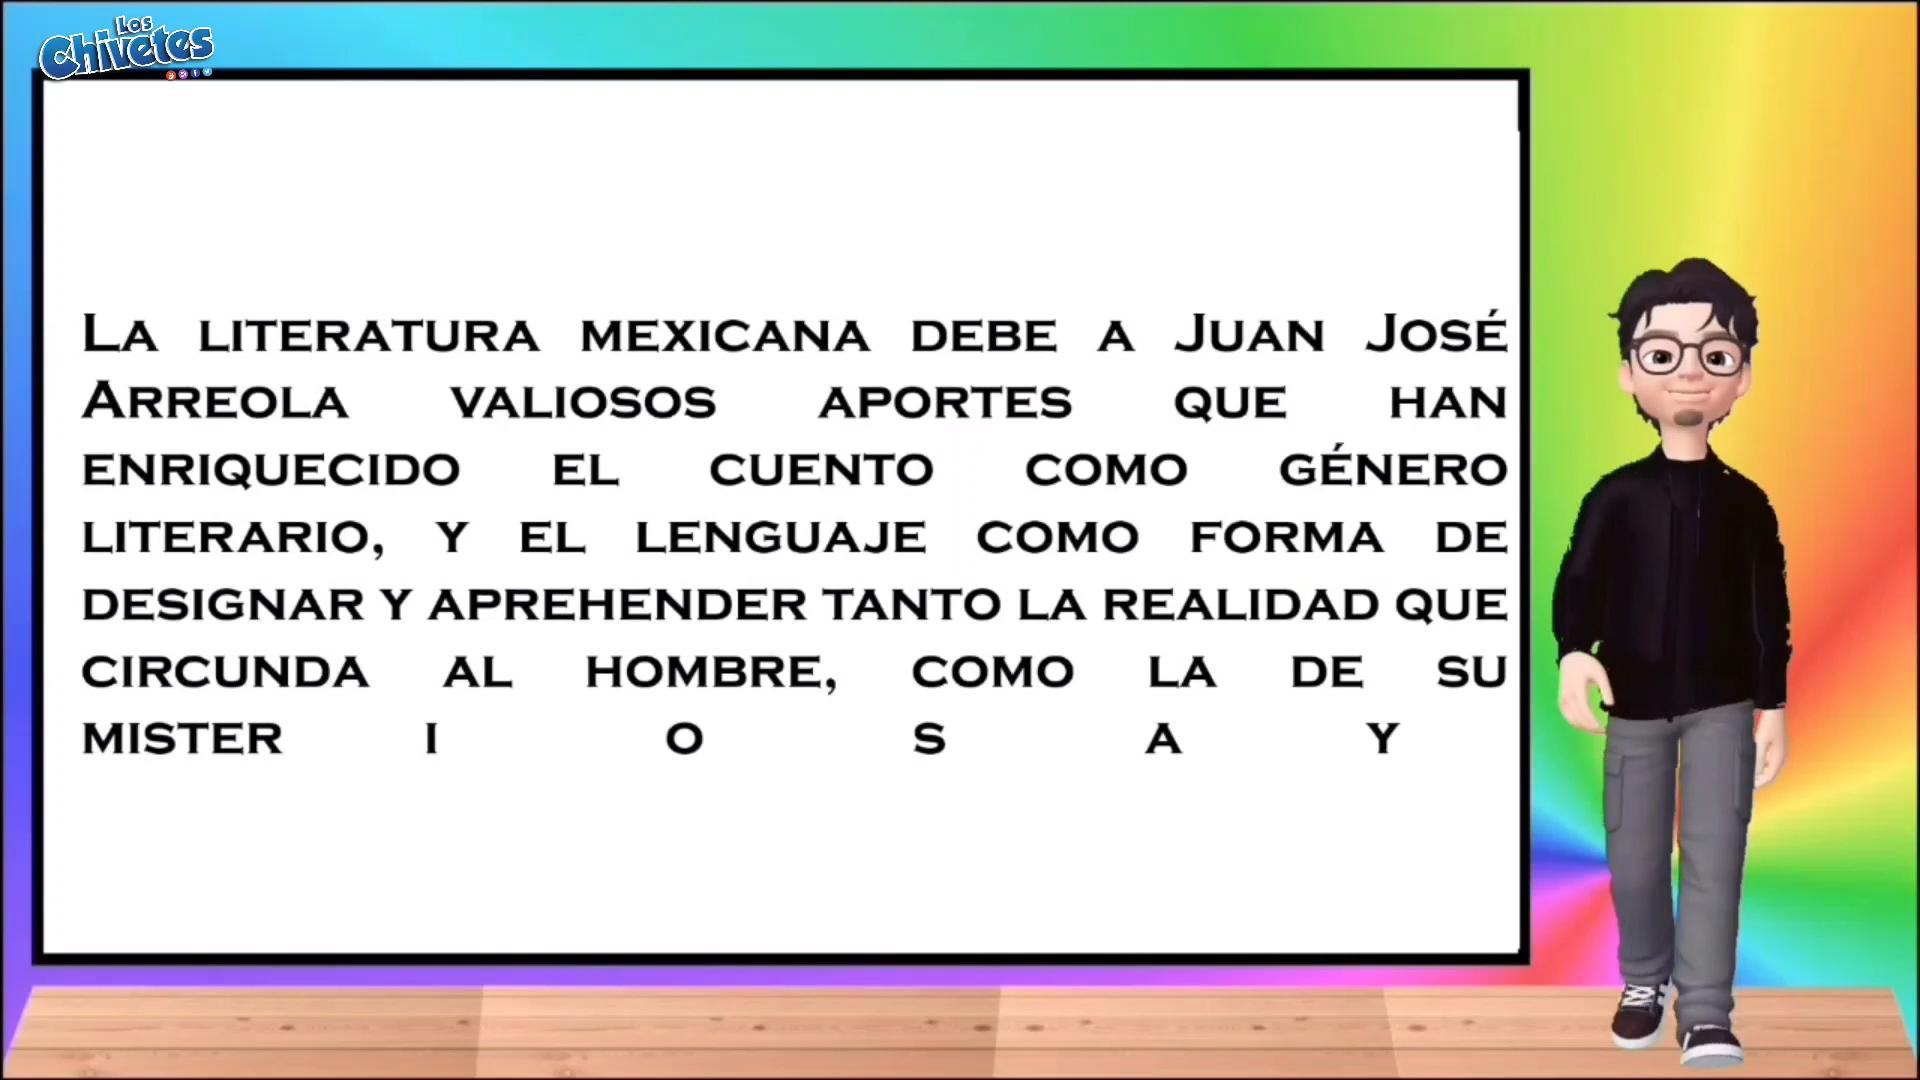 Los
Chivetes
La literatura mexicana debe a Juan José
Arreola valiosos aportes que han
enriquecido el cuento como género
literario, y el lenguaje como forma de
designar y aprehender tanto la realidad que
circunda al hombre, como la de su
mister i o s a y